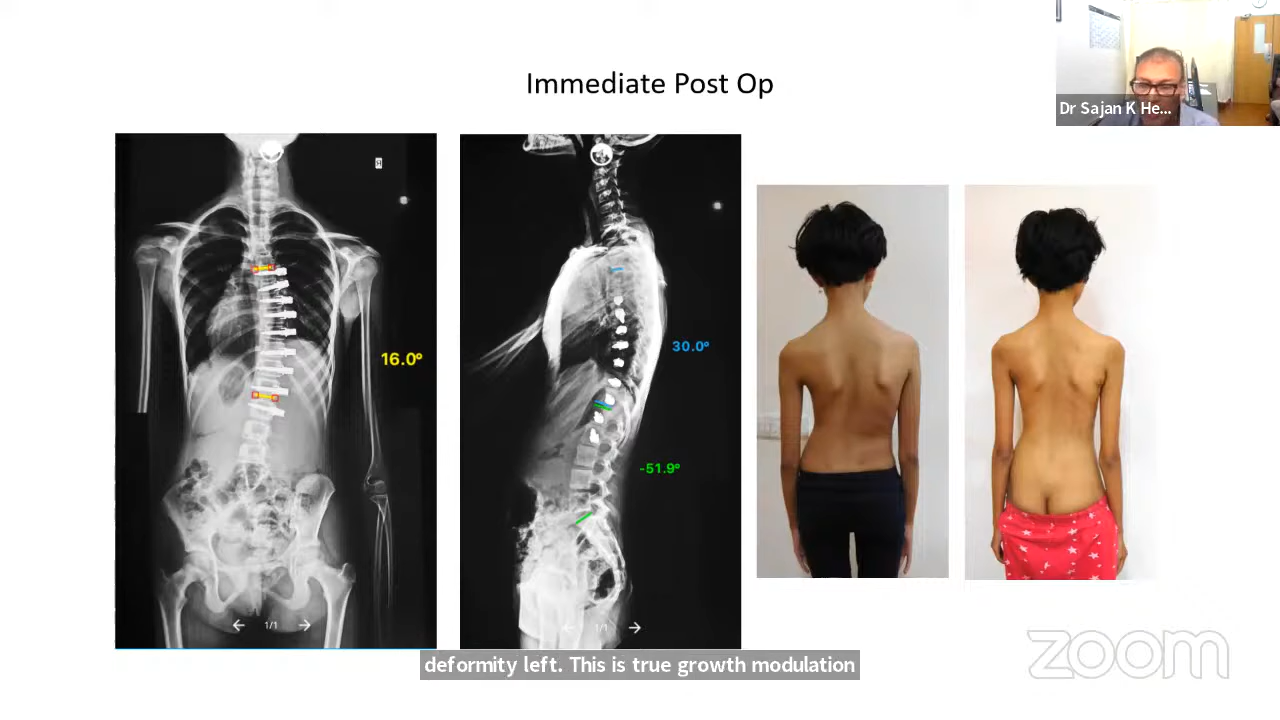 Immediate Post Op
Dr Sajan K He...
16.0°
30.0°
-51.9°
1/1
1/1
deformity left. This is true growth modulation
zoom